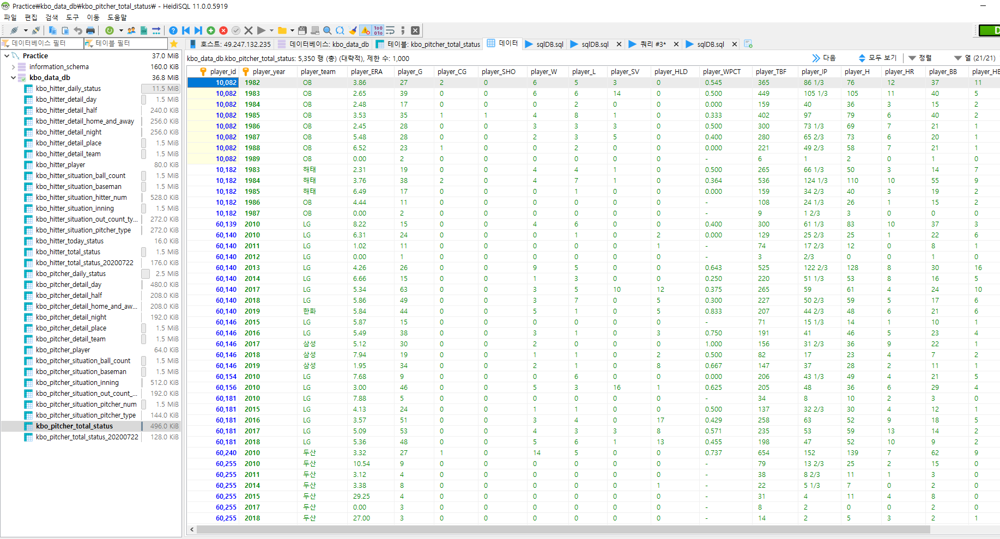 Practice\kbo_data_db\kbo_pitcher_total_status\ - HeidiSQL 11.0.0.5919
파일 편집 검색 도구 이동 도움말
데이터베이스 필터 테이블 필터
호스트: 49.247.132.235 데이터베이스: kbo_data_db 테이블: kbo_pitcher_total_status 데이터 sqlDB.sql sqlDB.sql 쿼리 #3* sqlDB.sql
Practice 37.0 MiB
information_schema 160.0 KiB
kbo_data_db 36.8 MiB
kbo_hitter_daily_status 11.5 MiB
kbo_hitter_detail_day 1.5 MiB
kbo_hitter_detail_half 240.0 KiB
kbo_hitter_detail_home_and_away 256.0 KiB
kbo_hitter_detail_night 256.0 KiB
kbo_hitter_detail_place 1.5 MiB
kbo_hitter_detail_team 1.5 MiB
kbo_hitter_player 80.0 KiB
kbo_hitter_situation_ball_count 1.5 MiB
kbo_hitter_situation_baseman 1.5 MiB
kbo_hitter_situation_hitter_num 528.0 KiB
kbo_hitter_situation_inning 1.5 MiB
kbo_hitter_situation_out_count_ty... 272.0 KiB
kbo_hitter_situation_pitcher_type 272.0 KiB
kbo_hitter_today_status 16.0 KiB
kbo_hitter_total_status 1.5 MiB
kbo_hitter_total_status_20200722 176.0 KiB
kbo_pitcher_daily_status 2.5 MiB
kbo_pitcher_detail_day 480.0 KiB
kbo_pitcher_detail_half 208.0 KiB
kbo_pitcher_detail_home_and_aw... 208.0 KiB
kbo_pitcher_detail_night 192.0 KiB
kbo_pitcher_detail_place 1.5 MiB
kbo_pitcher_detail_team 1.5 MiB
kbo_pitcher_player 64.0 KiB
kbo_pitcher_situation_ball_count 1.5 MiB
kbo_pitcher_situation_baseman 1.5 MiB
kbo_pitcher_situation_inning 512.0 KiB
kbo_pitcher_situation_out_count_... 192.0 KiB
kbo_pitcher_situation_pitcher_num 1.5 MiB
kbo_pitcher_situation_pitcher_type 144.0 KiB
kbo_pitcher_total_status 496.0 KiB
kbo_pitcher_total_status_20200722 128.0 KiB
kbo_data_db.kbo_pitcher_total_status: 5,350 행 (총) (대략적), 제한 수: 1,000 다음 모두 보기 정렬 열 (21/21)
player_id player_year player_team player_ERA player_G player_CG player_SHO player_W player_L player_SV player_HLD player_WPCT player_TBF player_IP player_H player_HR player_BB player_HB
10,082 1982 OB 3.86 27 2 0 6 5 3 0 0.545 365 86 1/3 76 12 37 11
10,082 1983 OB 2.65 39 0 0 6 6 14 0 0.500 449 105 1/3 105 11 40 5
10,082 1984 OB 2.48 17 0 0 0 2 0 0 0.000 159 40 36 3 15 2
10,082 1985 OB 3.53 35 1 1 4 8 1 0 0.333 402 97 79 6 40 2
10,082 1986 OB 2.45 28 0 0 3 3 3 0 0.500 300 73 1/3 69 7 21 1
10,082 1987 OB 5.48 28 0 0 2 3 5 0 0.400 280 65 2/3 73 6 20 1
10,082 1988 OB 6.52 23 1 0 0 2 0 0 0.000 221 49 2/3 58 7 21 1
10,082 1989 OB 0.00 2 0 0 0 0 0 0 - 6 1 2 0 1 0
10,182 1983 해태 2.31 19 0 0 4 4 1 0 0.500 265 66 1/3 50 3 14 7
10,182 1984 해태 3.76 38 2 0 4 7 1 0 0.364 536 124 1/3 110 10 55 9
10,182 1985 해태 6.49 17 0 0 0 1 0 0 0.000 159 34 2/3 40 3 19 2
10,182 1986 OB 4.44 11 0 0 0 0 0 0 - 108 24 1/3 26 1 15 2
10,182 1987 OB 0.00 2 0 0 0 0 0 0 - 9 1 2/3 3 0 0 0
60,139 2010 LG 8.22 15 0 0 4 6 0 0 0.400 300 61 1/3 83 10 37 3
60,140 2010 LG 6.31 24 0 0 0 1 0 2 0.000 129 25 2/3 25 1 22 6
60,140 2011 LG 1.02 11 0 0 0 0 0 1 - 74 17 2/3 12 0 8 1
60,140 2012 LG 0.00 1 0 0 0 0 0 0 - 3 2/3 0 0 1 0
60,140 2013 LG 4.26 26 0 0 9 5 0 0 0.643 525 122 2/3 128 8 30 16
60,140 2014 LG 6.66 15 0 0 1 3 0 0 0.250 220 51 1/3 53 8 16 5
60,140 2017 LG 5.34 63 0 0 3 5 10 12 0.375 265 59 61 4 24 10
60,140 2018 LG 5.86 49 0 0 3 7 0 5 0.300 227 50 2/3 59 5 17 6
60,140 2019 한화 5.84 44 0 0 5 1 0 5 0.833 207 44 2/3 48 6 21 6
60,146 2015 LG 5.87 15 0 0 0 0 0 0 - 71 15 1/3 14 1 10 1
60,146 2016 LG 5.49 38 0 0 3 1 0 3 0.750 191 41 46 5 23 4
60,146 2017 삼성 5.12 30 0 0 2 0 0 0 1.000 156 31 2/3 36 9 22 1
60,146 2018 삼성 7.94 19 0 0 1 1 0 2 0.500 82 17 23 4 7 2
60,146 2019 삼성 1.95 34 0 0 2 1 0 8 0.667 147 37 28 2 11 1
60,154 2010 LG 7.68 9 0 0 0 6 0 0 0.000 206 43 1/3 49 4 21 5
60,156 2010 LG 3.00 46 0 0 5 3 16 1 0.625 205 48 36 6 29 4
60,181 2010 LG 7.88 5 0 0 0 0 0 0 - 34 8 10 2 3 0
60,181 2015 LG 4.13 24 0 0 1 1 0 0 0.500 137 32 2/3 30 4 12 1
60,181 2016 LG 3.57 51 0 0 3 4 0 17 0.429 258 63 52 9 18 5
60,181 2017 LG 5.09 53 0 0 4 3 3 8 0.571 235 53 59 13 14 2
60,181 2018 LG 5.36 48 0 0 5 6 1 13 0.455 198 47 52 10 9 2
60,240 2010 두산 3.32 27 1 0 14 5 0 0 0.737 654 152 139 7 62 9
60,255 2010 두산 10.54 9 0 0 0 0 0 0 - 79 13 2/3 25 2 15 0
60,255 2011 두산 3.12 4 0 0 0 0 0 0 - 38 8 2/3 11 1 3 0
60,255 2014 두산 3.38 8 0 0 0 0 0 1 - 22 5 1/3 7 0 2 0
60,255 2015 두산 29.25 4 0 0 0 0 0 0 - 31 4 11 4 8 0
60,255 2017 두산 0.00 3 0 0 0 0 0 0 - 8 2 0 0 2 0
60,255 2018 두산 27.00 3 0 0 0 0 0 0 - 14 2 5 3 2 1